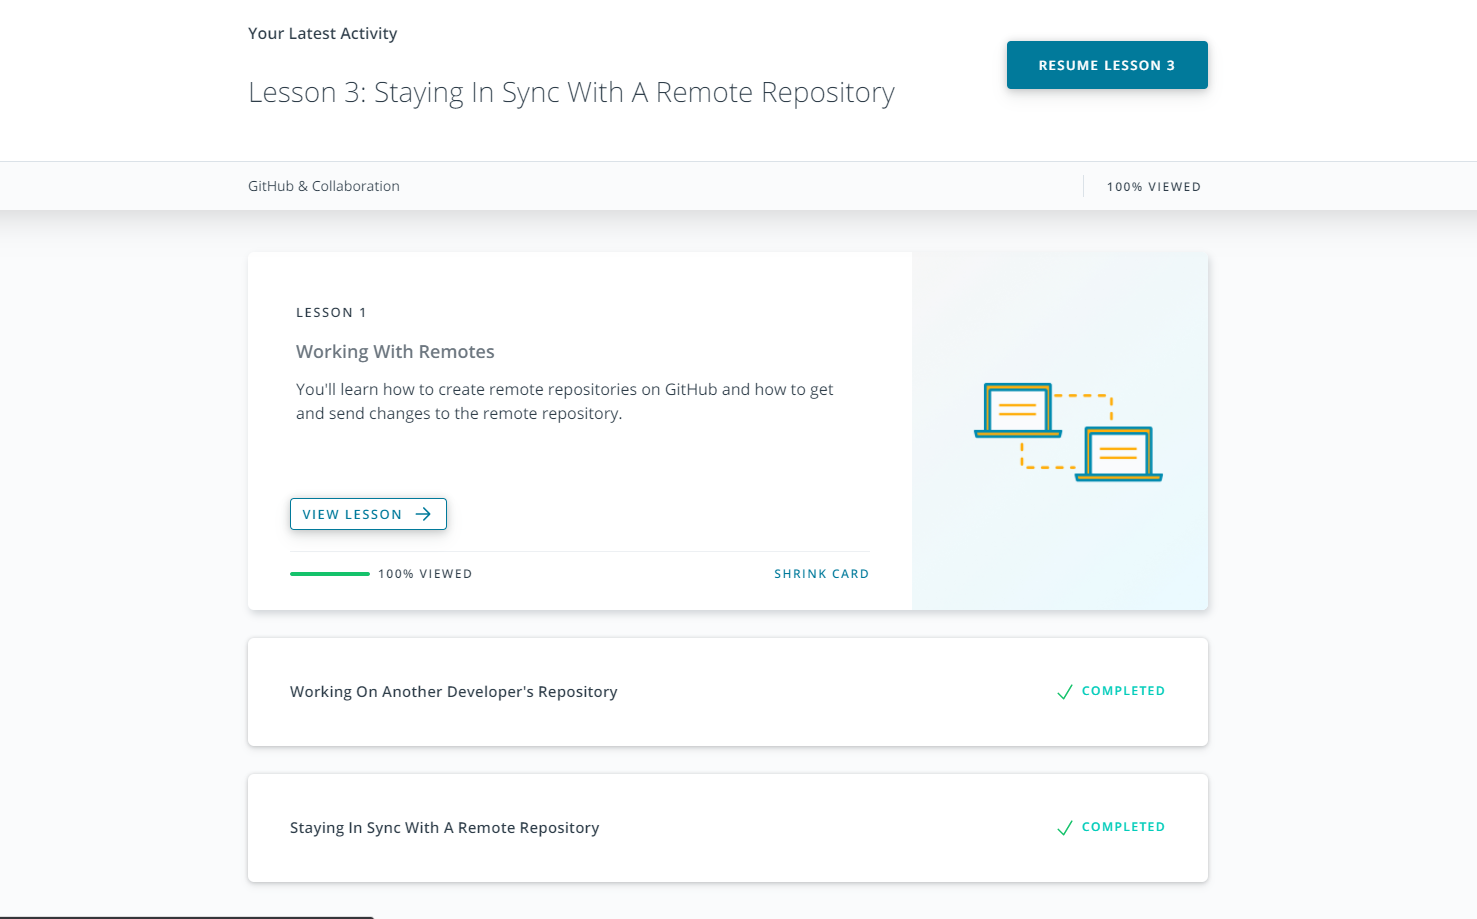 Your Latest Activity
RESUME LESSON 3
Lesson 3: Staying In Sync With A Remote Repository
GitHub & Collaboration
100% VIEWED
LESSON 1
Working With Remotes
You'll learn how to create remote repositories on GitHub and how to get
and send changes to the remote repository.
VIEW LESSON
100% VIEWED
SHRINK CARD
Working On Another Developer's Repository
COMPLETED
Staying In Sync With A Remote Repository
COMPLETED